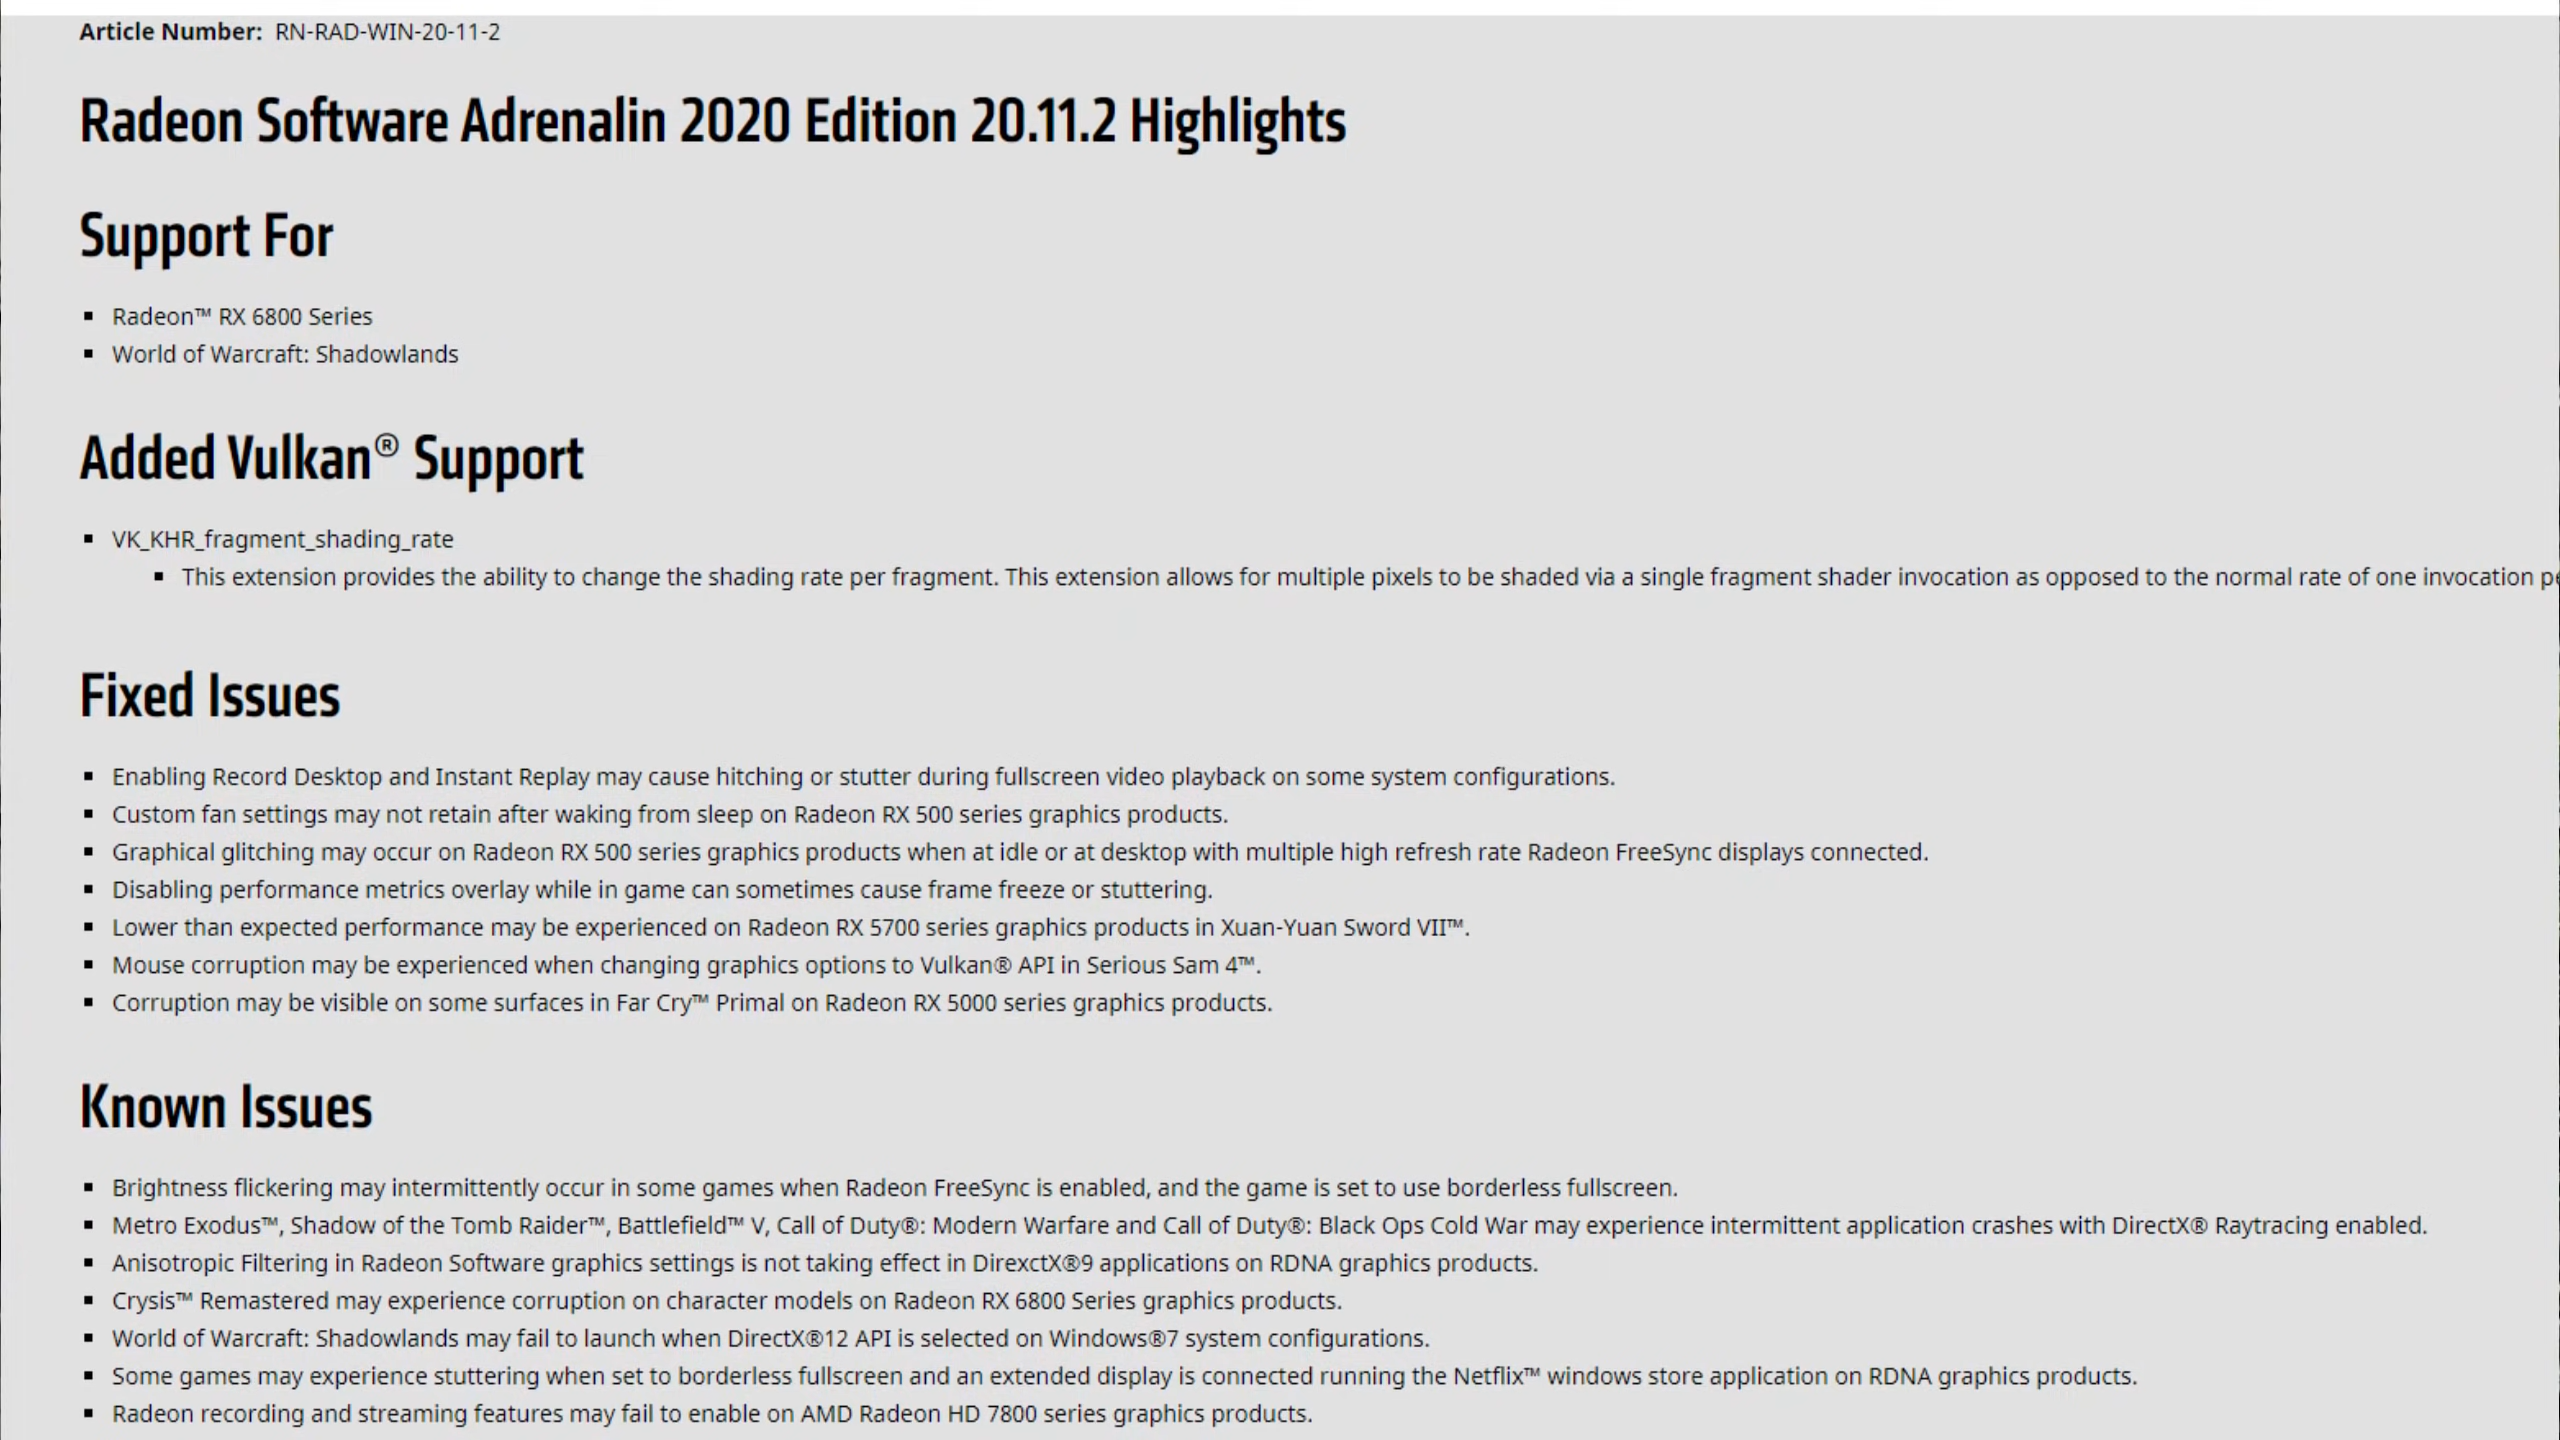 Article Number: RN-RAD-WIN-20-11-2
Radeon Software Adrenalin 2020 Edition 20.11.2 Highlights
Support For
▪ Radeon™ RX 6800 Series
▪ World of Warcraft: Shadowlands
Added Vulkan® Support
▪ VK_KHR_fragment_shading_rate
▪ This extension provides the ability to change the shading rate per fragment. This extension allows for multiple pixels to be shaded via a single fragment shader invocation as opposed to the normal rate of one invocation
Fixed Issues
▪ Enabling Record Desktop and Instant Replay may cause hitching or stutter during fullscreen video playback on some system configurations.
▪ Custom fan settings may not retain after waking from sleep on Radeon RX 500 series graphics products.
▪ Graphical glitching may occur on Radeon RX 500 series graphics products when at idle or at desktop with multiple high refresh rate Radeon FreeSync displays connected.
▪ Disabling performance metrics overlay while in game can sometimes cause frame freeze or stuttering.
▪ Lower than expected performance may be experienced on Radeon RX 5700 series graphics products in Xuan-Yuan Sword VII™.
▪ Mouse corruption may be experienced when changing graphics options to Vulkan® API in Serious Sam 4™.
▪ Corruption may be visible on some surfaces in Far Cry™ Primal on Radeon RX 5000 series graphics products.
Known Issues
▪ Brightness flickering may intermittently occur in some games when Radeon FreeSync is enabled, and the game is set to use borderless fullscreen.
▪ Metro Exodus™, Shadow of the Tomb Raider™, Battlefield™ V, Call of Duty®: Modern Warfare and Call of Duty®: Black Ops Cold War may experience intermittent application crashes with DirectX® Raytracing enabled.
▪ Anisotropic Filtering in Radeon Software graphics settings is not taking effect in DirexctX®9 applications on RDNA graphics products.
▪ Crysis™ Remastered may experience corruption on character models on Radeon RX 6800 Series graphics products.
▪ World of Warcraft: Shadowlands may fail to launch when DirectX®12 API is selected on Windows®7 system configurations.
▪ Some games may experience stuttering when set to borderless fullscreen and an extended display is connected running the Netflix™ windows store application on RDNA graphics products.
▪ Radeon recording and streaming features may fail to enable on AMD Radeon HD 7800 series graphics products.